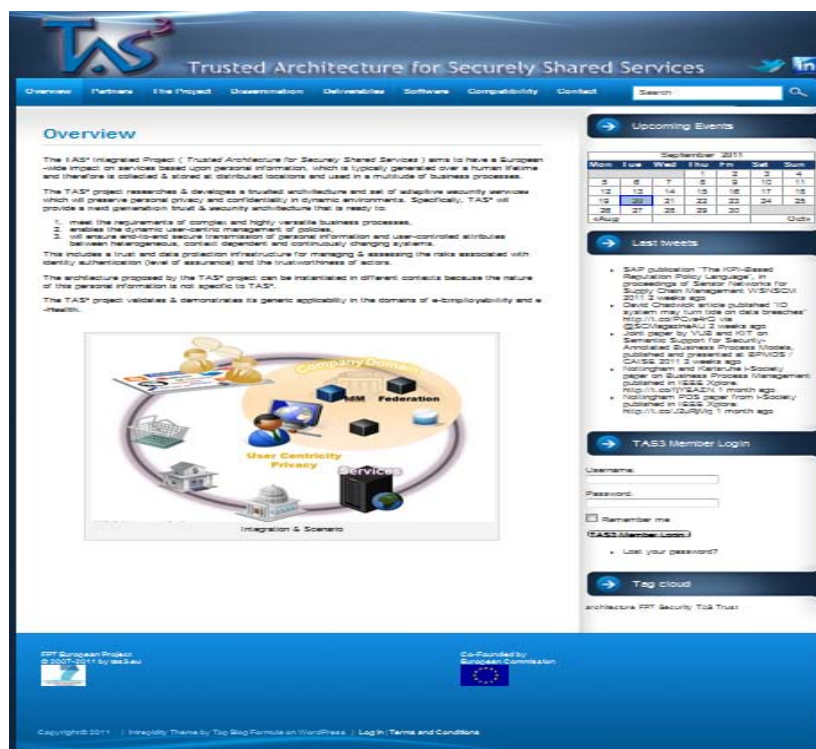 TAS3
Trusted Architecture for Securely Shared Services
in
Overview Partners The Project Dissemination Deliverables Software Compatibility Contact Search
Overview
The TAS³ Integrated Project ( Trusted Architecture for Securely Shared Services ) aims to have a European
-wide impact on services based upon personal information, which is typically generated over a human lifetime
and therefore is collected & stored at distributed locations and used in a multitude of business processes.
The TAS³ project researches & develops a trusted architecture and set of adaptive security services
which will preserve personal privacy and confidentiality in dynamic environments. Specifically, TAS³ will
provide a next generation trust & security architecture that is ready to:
1. meet the requirements of complex and highly versatile business processes,
2. enables the dynamic user-centric management of policies,
3. will ensure end-to-end secure transmission of personal information and user-controlled attributes
between heterogeneous, context dependent and continuously changing systems.
This includes a trust and data protection infrastructure for managing & assessing the risks associated with
identity authentication (level of assurance) and the trustworthiness of actors.
The architecture proposed by the TAS³ project can be instantiated in different contexts because the nature
of this personal information is not specific to TAS³.
The TAS³ project validates & demonstrates its generic applicability in the domains of e-Employability and e
-Health.
Company Domain
IdM Federation
User Centricity
Privacy
Services
Integration & Scenario
Upcoming Events
September 2011
Mon Tue Wed Thu Fri Sat Sun
1 2 3 4
5 6 7 8 9 10 11
12 13 14 15 16 17 18
19 20 21 22 23 24 25
26 27 28 29 30
«Aug Oct»
Last tweets
SAP publication "The KPI-Based
Reputation Policy Language", in
proceedings of Sensor Networks for
Supply Chain Management WSNSCM
2011 2 weeks ago
David Chadwick article published "ID
system may turn tide on data breaches"
via
@SCMagazineAU 2 weeks ago
Joint paper by VUB and KIT on
Semantic Support for Security-
Annotated Business Process Models,
published and presented at BPMDS /
CAiSE 2011 3 weeks ago
Nottingham and Karlsruhe i-Society
paper on Business Process Management
published in IEEE Xplore:
1 month ago
Nottingham PDS paper from i-Society
published in IEEE Xplore:
1 month ago
TAS3 Member Login
Username:
Password:
Remember me
TAS3 Member Login
Lost your password?
Tag cloud
architecture FP7 Security TaS Trust
FP7 European Project
© 2007-2011 by tas3.eu
Co-Founded by
European Commission
Copyright© 2011 | Intrepidity Theme by Top Blog Formula on WordPress | Log in | Terms and Conditions